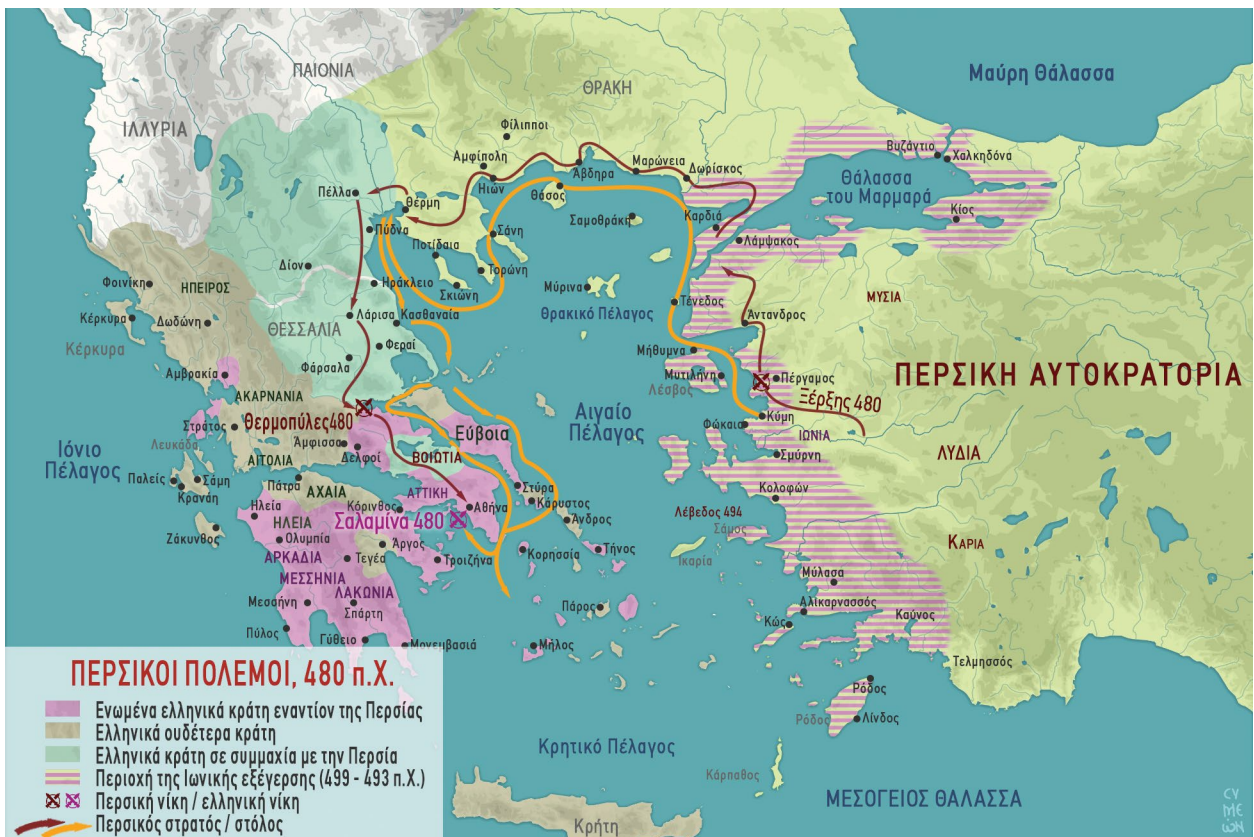 ΠΑΙΟΝΙΑ
ΙΛΛΥΡΙΑ
ΘΡΑΚΗ
Μαύρη Θάλασσα
Φίλιπποι
Αμφίπολη
Ηιών
Άβδηρα
Μαρώνεια
Δωρίσκος
Βυζάντιο
Χαλκηδόνα
Θάλασσα
του Μαρμαρά
Κίος
Πέλλα
Θέρμη
Θάσος
Σαμοθράκη
Καρδιά
Λάμψακος
Πύδνα
Ποτίδαια
Σάνη
Τορώνη
Σκιώνη
Δίον
Ηράκλειο
Φοινίκη
ΗΠΕΙΡΟΣ
Μύρινα
Τένεδος
ΜΥΣΙΑ
Κέρκυρα
Δωδώνη
ΘΕΣΣΑΛΙΑ
Λάρισα
Κασθαναία
Θρακικό Πέλαγος
Άντανδρος
Κέρκυρα
Φεραί
Φάρσαλα
Μήθυμνα
Μυτιλήνη
Λέσβος
Πέργαμος
ΠΕΡΣΙΚΗ ΑΥΤΟΚΡΑΤΟΡΙΑ
Ξέρξης 480
Αμβρακία
ΑΚΑΡΝΑΝΙΑ
Θερμοπύλες480
Αιγαίο
Πέλαγος
Κύμη
Φώκαια
ΙΩΝΙΑ
Στράτος
Λευκάδα
Ιόνιο
Πέλαγος
Άμφισσα
Δελφοί
Εύβοια
ΒΟΙΩΤΙΑ
Σμύρνη
ΛΥΔΙΑ
ΑΙΤΟΛΙΑ
Παλείς
Σάμη
Κρανάη
Πάτρα
ΑΧΑΪΑ
ΑΤΤΙΚΗ
Στύρα
Κάρυστος
Κολοφών
Ηλεία
Κόρινθος
Αθήνα
Σαλαμίνα 480
Άνδρος
Λέβεδος 494
Σάμος
Ζάκυνθος
ΗΛΕΙΑ
Ολυμπία
Άργος
Τεγέα
Τροιζήνα
Κορησσία
Τήνος
Ικαρία
ΚΑΡΙΑ
ΑΡΚΑΔΙΑ
ΜΕΣΣΗΝΙΑ
ΛΑΚΩΝΙΑ
Μύλασα
Μεσσήνη
Σπάρτη
Πάρος
Αλικαρνασσός
Κώς
Καύνος
Πύλος
Γύθειο
Μονεμβασιά
Μήλος
Τελμησσός
Ρόδος
Ρόδος
Λίνδος
Κρητικό Πέλαγος
Κάρπαθος
ΜΕΣΟΓΕΙΟΣ ΘΑΛΑΣΣΑ
Κρήτη
ΠΕΡΣΙΚΟΙ ΠΟΛΕΜΟΙ, 480 π.Χ.
Ενωμένα ελληνικά κράτη εναντίον της Περσίας
Ελληνικά ουδέτερα κράτη
Ελληνικά κράτη σε συμμαχία με την Περσία
Περιοχή της Ιωνικής εξέγερσης (499 - 493 π.Χ.)
Περσική νίκη / ελληνική νίκη
Περσικός στρατός / στόλος